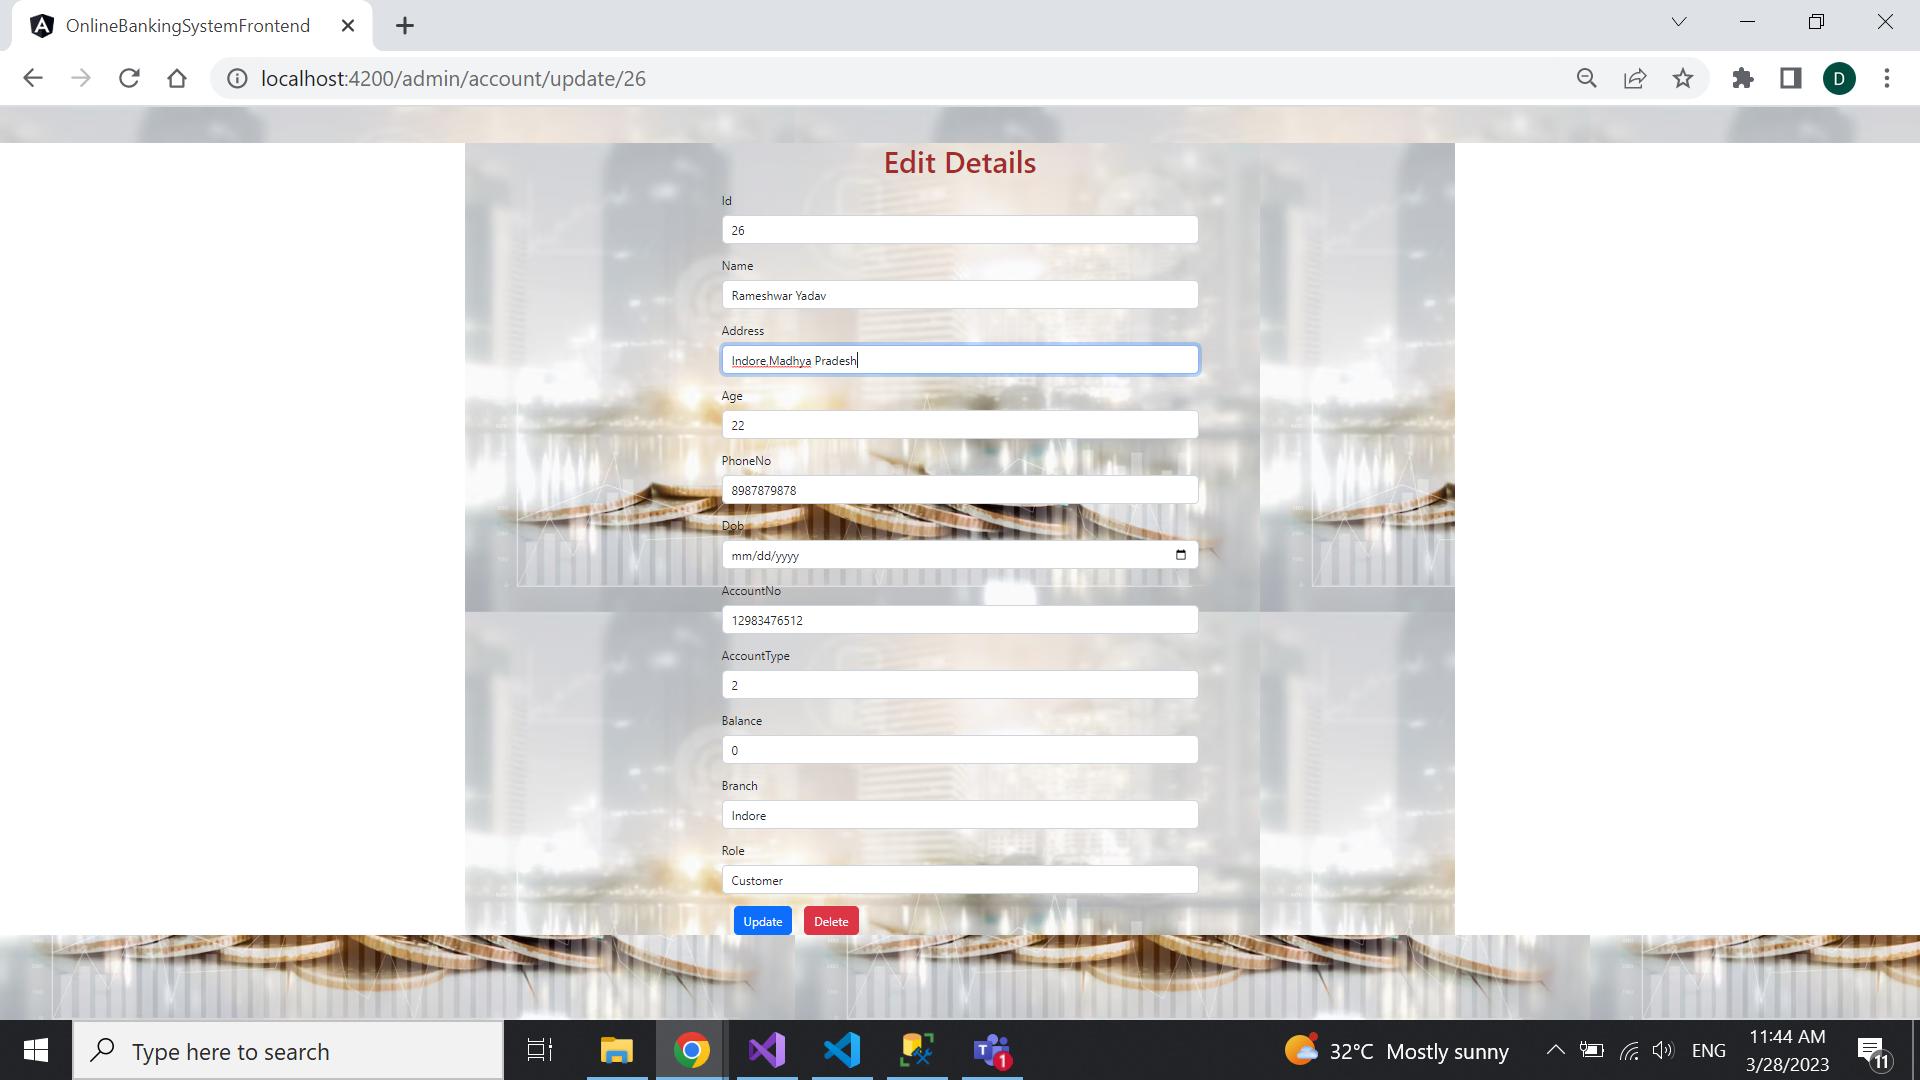 OnlineBankingSystemFrontend
localhost:4200/admin/account/update/26
D
Edit Details
Id
26
Name
Rameshwar Yadav
Address
Indore,Madhya Pradesh
Age
22
PhoneNo
8987879878
Dob
mm/dd/yyyy
AccountNo
12983476512
AccountType
2
Balance
0
Branch
Indore
Role
Customer
Update Delete
Type here to search
T 1
32°C Mostly sunny
ENG
11:44 AM
3/28/2023
11